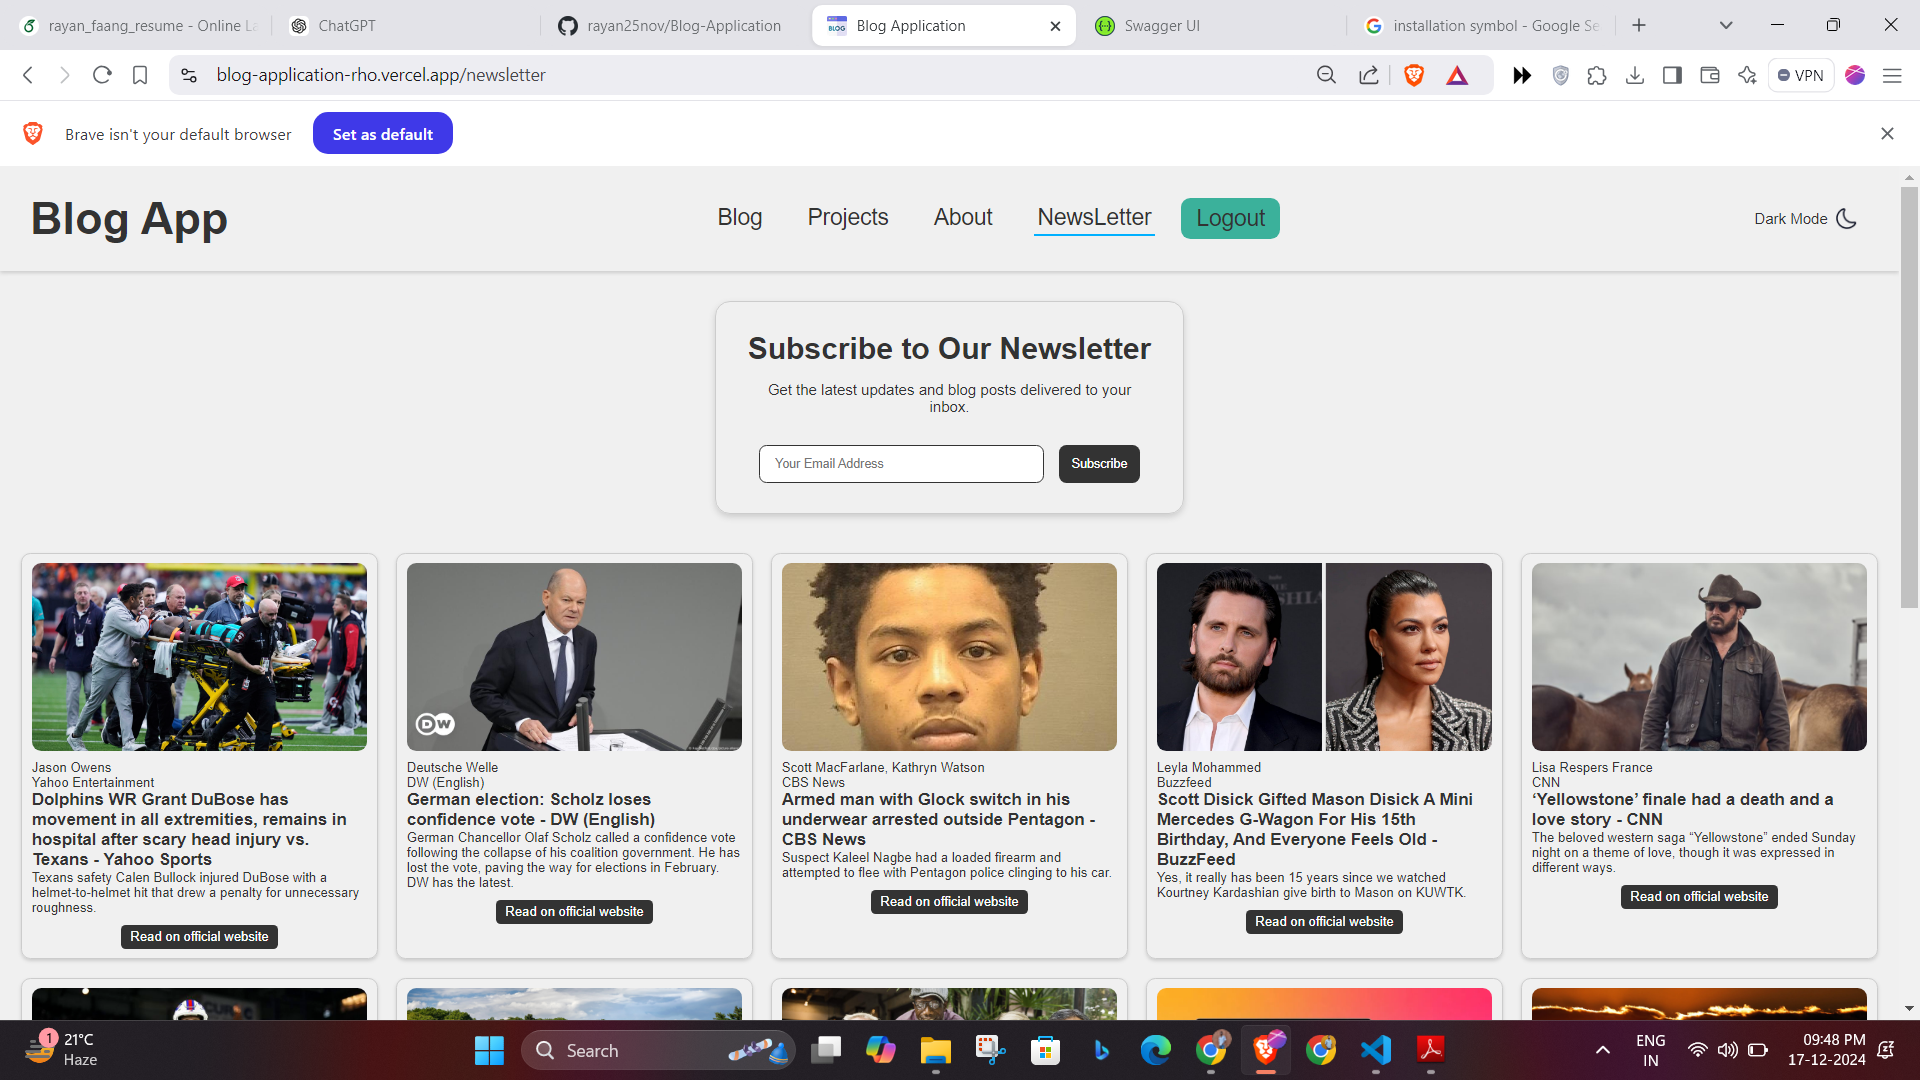 rayan_faang_resume - Online La
ChatGPT
rayan25nov/Blog-Application
BLOG
Blog Application
Swagger UI
installation symbol - Google Se
blog-application-rho.vercel.app/newsletter
VPN
Brave isn't your default browser
Set as default
Blog App
Blog
Projects
About
NewsLetter
Logout
Dark Mode
Subscribe to Our Newsletter
Get the latest updates and blog posts delivered to your
inbox.
Your Email Address
Subscribe
Jason Owens
Yahoo Entertainment
Dolphins WR Grant DuBose has
movement in all extremities, remains in
hospital after scary head injury vs.
Texans - Yahoo Sports
Texans safety Calen Bullock injured DuBose with a
helmet-to-helmet hit that drew a penalty for unnecessary
roughness.
Read on official website
DW
Deutsche Welle
DW (English)
German election: Scholz loses
confidence vote - DW (English)
German Chancellor Olaf Scholz called a confidence vote
following the collapse of his coalition government. He has
lost the vote, paving the way for elections in February.
DW has the latest.
Read on official website
Scott MacFarlane, Kathryn Watson
CBS News
Armed man with Glock switch in his
underwear arrested outside Pentagon -
CBS News
Suspect Kaleel Nagbe had a loaded firearm and
attempted to flee with Pentagon police clinging to his car.
Read on official website
Leyla Mohammed
Buzzfeed
Scott Disick Gifted Mason Disick A Mini
Mercedes G-Wagon For His 15th
Birthday, And Everyone Feels Old -
BuzzFeed
Yes, it really has been 15 years since we watched
Kourtney Kardashian give birth to Mason on KUWTK.
Read on official website
Lisa Respers France
CNN
‘Yellowstone’ finale had a death and a
love story - CNN
The beloved western saga “Yellowstone” ended Sunday
night on a theme of love, though it was expressed in
different ways.
Read on official website
1
21°C
Haze
Search
ENG
IN
09:48 PM
17-12-2024